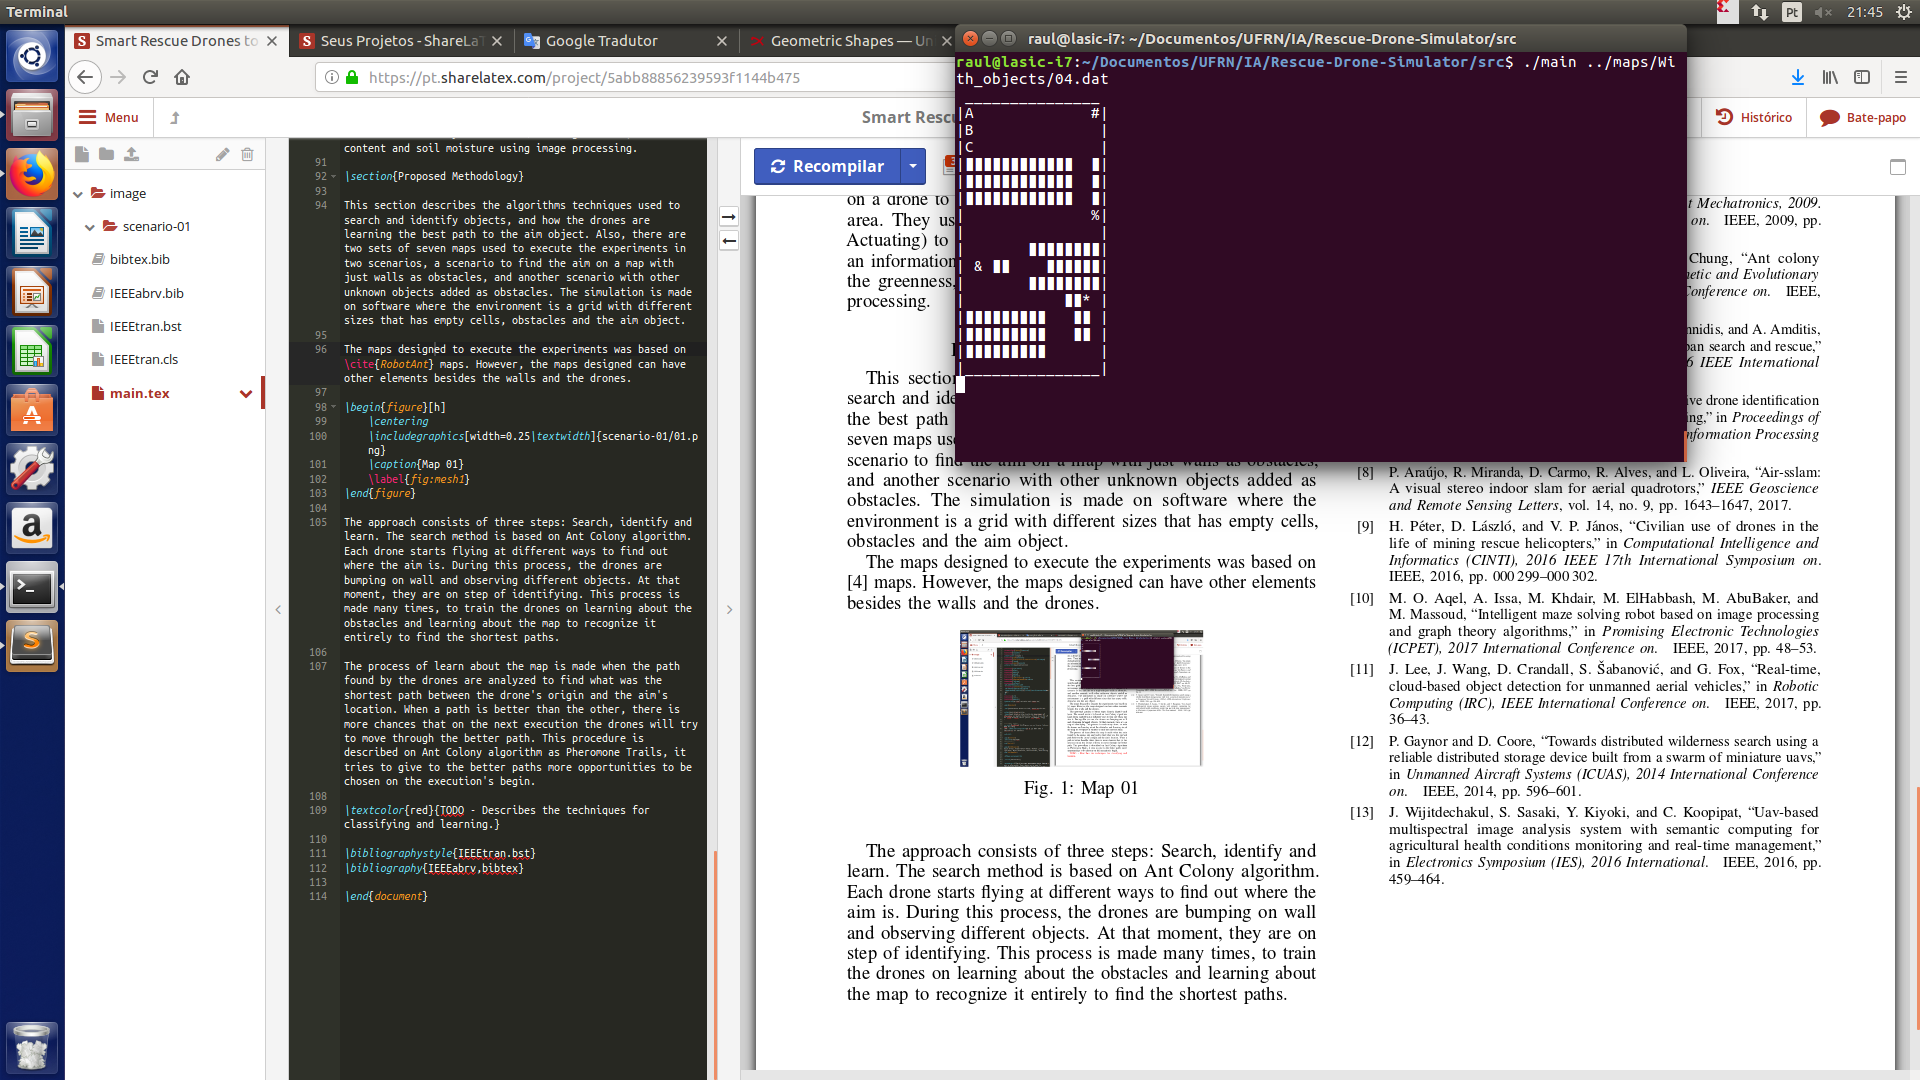 Terminal
Pt
21:45
Smart Rescue Drones to
Seus Projetos - ShareLaT
Google Tradutor
Geometric Shapes — Un
https://pt.sharelatex.com/project/5abb88856239593f1144b475
Menu
Smart Rescu
Histórico
Bate-papo
image
scenario-01
bibtex.bib
IEEEabrv.bib
IEEEtran.bst
IEEEtran.cls
main.tex
content and soil moisture using image processing.
91
92 \section{Proposed Methodology}
93
94 This section describes the algorithms techniques used to
search and identify objects, and how the drones are
learning the best path to the aim object. Also, there are
two sets of seven maps used to execute the experiments in
two scenarios, a scenario to find the aim on a map with
just walls as obstacles, and another scenario with other
unknown objects added as obstacles. The simulation is made
on software where the environment is a grid with different
sizes that has empty cells, obstacles and the aim object.
95
96 The maps designed to execute the experiments was based on
\cite{RobotAnt} maps. However, the maps designed can have
other elements besides the walls and the drones.
97
98 \begin{figure}[h]
99 \centering
100 \includegraphics[width=0.25\textwidth]{scenario-01/01.p
ng}
101 \caption{Map 01}
102 \label{fig:mesh1}
103 \end{figure}
104
105 The approach consists of three steps: Search, identify and
learn. The search method is based on Ant Colony algorithm.
Each drone starts flying at different ways to find out
where the aim is. During this process, the drones are
bumping on wall and observing different objects. At that
moment, they are on step of identifying. This process is
made many times, to train the drones on learning about the
obstacles and learning about the map to recognize it
entirely to find the shortest paths.
106
107 The process of learn about the map is made when the path
found by the drones are analyzed to find what was the
shortest path between the drone's origin and the aim's
location. When a path is better than the other, there is
more chances that on the next execution the drones will try
to move through the better path. This procedure is
described on Ant Colony algorithm as Pheromone Trails, it
tries to give to the better paths more opportunities to be
chosen on the execution's begin.
108
109 \textcolor{red}{TODO - Describes the techniques for
classifying and learning.}
110
111 \bibliographystyle{IEEEtran.bst}
112 \bibliography{IEEEabrv,bibtex}
113
114 \end{document}
Recompilar
on a drone to
area. They us
Actuating) to
an information
the greenness,
processing.
This section
search and ide
the best path
seven maps us
scenario to find the aim on a map with just walls as obstacles,
and another scenario with other unknown objects added as
obstacles. The simulation is made on software where the
environment is a grid with different sizes that has empty cells,
obstacles and the aim object.
The maps designed to execute the experiments was based on
[4] maps. However, the maps designed can have other elements
besides the walls and the drones.
Fig. 1: Map 01
The approach consists of three steps: Search, identify and
learn. The search method is based on Ant Colony algorithm.
Each drone starts flying at different ways to find out where the
aim is. During this process, the drones are bumping on wall
and observing different objects. At that moment, they are on
step of identifying. This process is made many times, to train
the drones on learning about the obstacles and learning about
the map to recognize it entirely to find the shortest paths.
raul@lasic-i7: ~/Documentos/UFRN/IA/Rescue-Drone-Simulator/src
raul@lasic-i7:~/Documentos/UFRN/IA/Rescue-Drone-Simulator/src$ ./main ../maps/Wi
th_objects/04.dat
A #
B
C
%
&
*
t Mechatronics, 2009.
on. IEEE, 2009, pp.
Chung, “Ant colony
etic and Evolutionary
Conference on. IEEE,
nnidis, and A. Amditis,
ban search and rescue,”
6 IEEE International
ive drone identification
ng,” in Proceedings of
nformation Processing
[8] P. Araújo, R. Miranda, D. Carmo, R. Alves, and L. Oliveira, “Air-sslam:
A visual stereo indoor slam for aerial quadrotors,” IEEE Geoscience
and Remote Sensing Letters, vol. 14, no. 9, pp. 1643–1647, 2017.
[9] H. Péter, D. László, and V. P. János, “Civilian use of drones in the
life of mining rescue helicopters,” in Computational Intelligence and
Informatics (CINTI), 2016 IEEE 17th International Symposium on.
IEEE, 2016, pp. 000 299–000 302.
[10] M. O. Aqel, A. Issa, M. Khdair, M. ElHabbash, M. AbuBaker, and
M. Massoud, “Intelligent maze solving robot based on image processing
and graph theory algorithms,” in Promising Electronic Technologies
(ICPET), 2017 International Conference on. IEEE, 2017, pp. 48–53.
[11] J. Lee, J. Wang, D. Crandall, S. Šabanović, and G. Fox, “Real-time,
cloud-based object detection for unmanned aerial vehicles,” in Robotic
Computing (IRC), IEEE International Conference on. IEEE, 2017, pp.
36–43.
[12] P. Gaynor and D. Coore, “Towards distributed wilderness search using a
reliable distributed storage device built from a swarm of miniature uavs,”
in Unmanned Aircraft Systems (ICUAS), 2014 International Conference
on. IEEE, 2014, pp. 596–601.
[13] J. Wijitdechakul, S. Sasaki, Y. Kiyoki, and C. Koopipat, “Uav-based
multispectral image analysis system with semantic computing for
agricultural health conditions monitoring and real-time management,”
in Electronics Symposium (IES), 2016 International. IEEE, 2016, pp.
459–464.